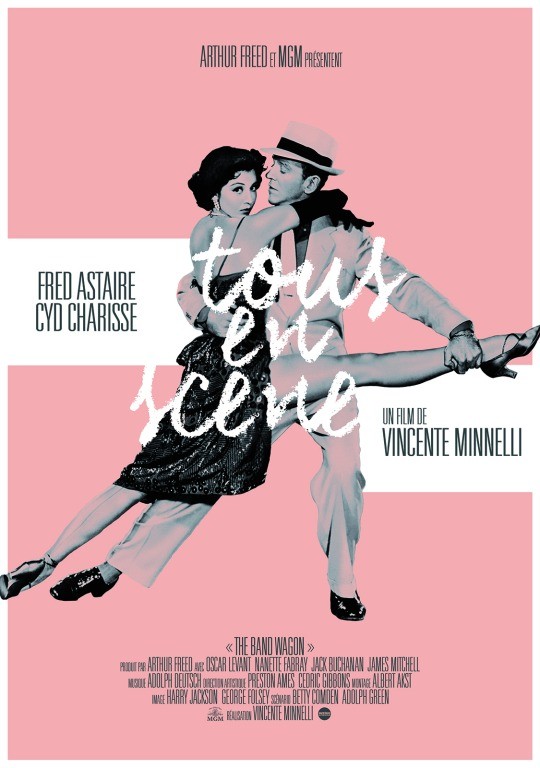 ARTHUR FREED ET MGM PRÉSENTENT
FRED ASTAIRE
CYD CHARISSE
tous
en
scène
UN FILM DE
VINCENTE MINNELLI
« THE BAND WAGON »
PRODUIT PAR ARTHUR FREED AVEC OSCAR LEVANT NANETTE FABRAY JACK BUCHANAN JAMES MITCHELL
MUSIQUE ADOLPH DEUTSCH DIRECTION ARTISTIQUE PRESTON AMES CEDRIC GIBBONS MONTAGE ALBERT AKST
IMAGE HARRY JACKSON GEORGE FOLSEY SCÉNARIO BETTY COMDEN ADOLPH GREEN
MGM RÉALISATION VINCENTE MINNELLI